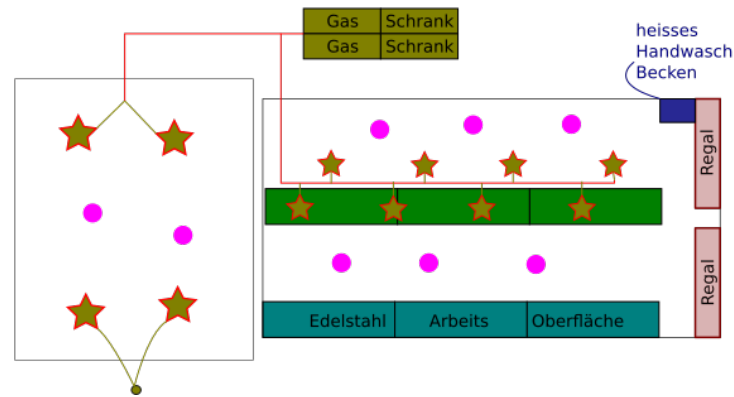 Gas Schrank
Gas Schrank
heisses
Handwasch
Becken
Regal
Regal
Edelstahl Arbeits Oberfläche